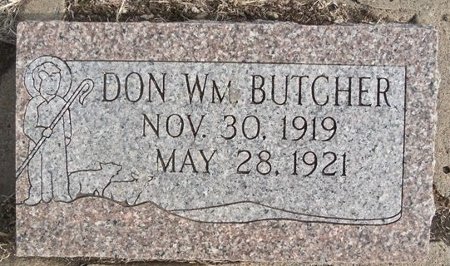 DON WM. BUTCHER
NOV. 30, 1919
MAY 28, 1921